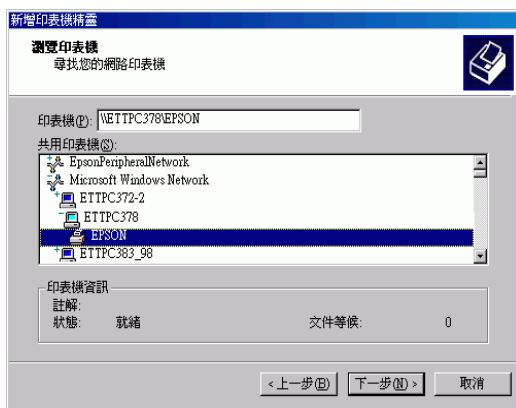 新增印表機精靈
瀏覽印表機
尋找您的網路印表機
印表機(P): \\ETTPC378\EPSON
共用印表機(S):
EpsonPeripheralNetwork
Microsoft Windows Network
ETTPC372-2
ETTPC378
EPSON
ETTPC383_98
印表機資訊
註解:
狀態: 就緒 文件等候: 0
<上一步(B) 下一步(N)> 取消